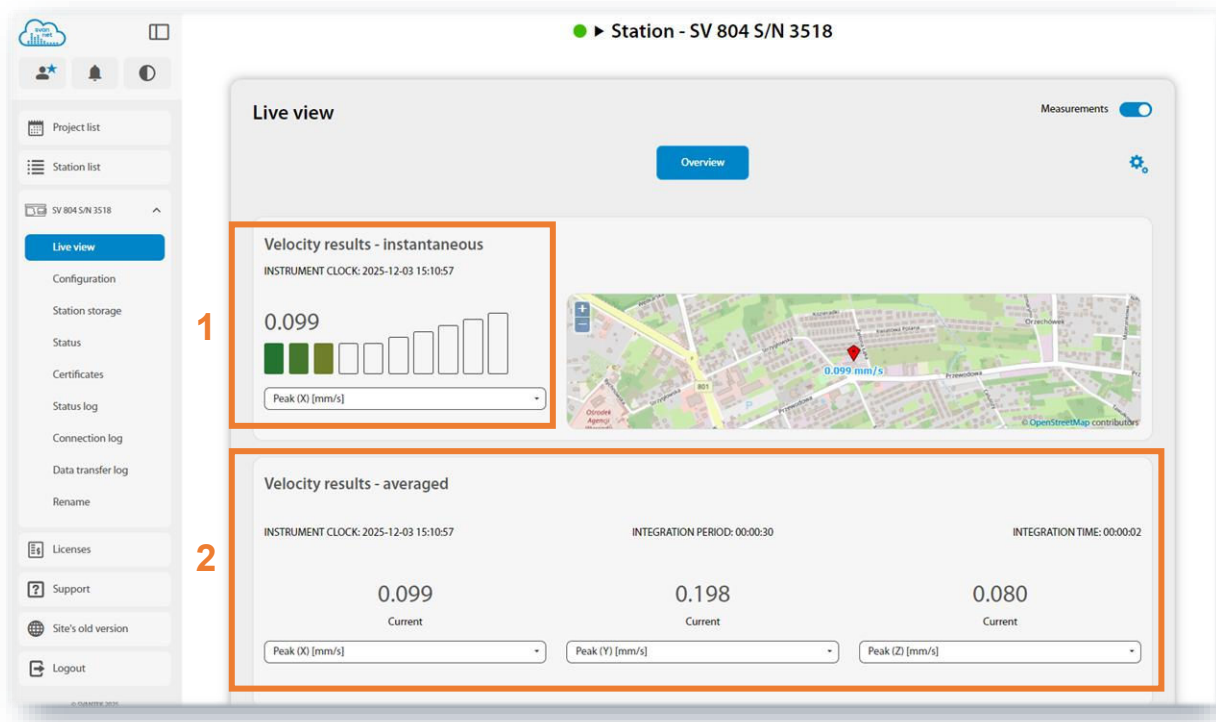 svan
net
Station - SV 804 S/N 3518
Project list
Station list
SV 804 S/N 3518
Live view
Configuration
Station storage
Status
Certificates
Status log
Connection log
Data transfer log
Rename
Licenses
Support
Site's old version
Logout
Live view
Measurements
Overview
1
Velocity results - instantaneous
INSTRUMENT CLOCK: 2025-12-03 15:10:57
0.099
Peak (X) [mm/s]
+
−
Orzechówek
0.099 mm/s
801
Przewodowa
Przewodowa
P
Ośrodek
Agencji
© OpenStreetMap contributors
2
Velocity results - averaged
INSTRUMENT CLOCK: 2025-12-03 15:10:57
INTEGRATION PERIOD: 00:00:30
INTEGRATION TIME: 00:00:02
0.099
0.198
0.080
Current
Current
Current
Peak (X) [mm/s]
Peak (Y) [mm/s]
Peak (Z) [mm/s]